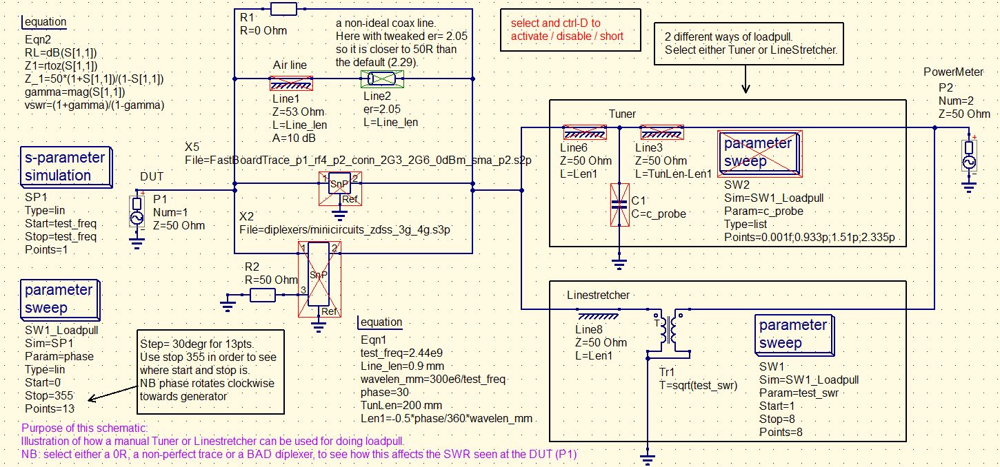 equation
Eqn2
RL=dB(S[1,1])
Z1=rtoz(S[1,1])
Z_1=50*(1+S[1,1])/(1-S[1,1])
gamma=mag(S[1,1])
vswr=(1+gamma)/(1-gamma)
R1
R=0 Ohm
a non-ideal coax line.
Here with tweaked er= 2.05
so it is closer to 50R than
the default (2.29).
Air line
Line1
Z=53 Ohm
L=Line_len
A=10 dB
Line2
er=2.05
L=Line_len
select and ctrl-D to
activate / disable / short
2 different ways of loadpull.
Select either Tuner or LineStretcher.
PowerMeter
P2
Num=2
Z=50 Ohm
s-parameter
simulation
SP1
Type=lin
Start=test_freq
Stop=test_freq
Points=1
DUT
P1
Num=1
Z=50 Ohm
X5
File=FastBoardTrace_p1_rf4_p2_conn_2G3_2G6_0dBm_sma_p2.s2p
1
SnP
2
Ref
X2
File=diplexers/minicircuits_zdss_3g_4g.s3p
1
2
SnP
3
Ref
R2
R=50 Ohm
Tuner
Line6
Z=50 Ohm
L=Len1
Line3
Z=50 Ohm
L=TunLen-Len1
C1
C=c_probe
parameter
sweep
SW2
Sim=SW1_Loadpull
Param=c_probe
Type=list
Points=0.001f;0.933p;1.51p;2.335p
parameter
sweep
SW1_Loadpull
Sim=SP1
Param=phase
Type=lin
Start=0
Stop=355
Points=13
Step= 30degr for 13pts.
Use stop 355 in order to see
where start and stop is.
NB phase rotates clockwise
towards generator
equation
Eqn1
test_freq=2.44e9
Line_len=0.9 mm
wavelen_mm=300e6/test_freq
phase=30
TunLen=200 mm
Len1=-0.5*phase/360*wavelen_mm
Linestretcher
Line8
Z=50 Ohm
L=Len1
T
Tr1
T=sqrt(test_swr)
parameter
sweep
SW1
Sim=SW1_Loadpull
Param=test_swr
Start=1
Stop=8
Points=8
Purpose of this schematic:
Illustration of how a manual Tuner or Linestretcher can be used for doing loadpull.
NB: select either a 0R, a non-perfect trace or a BAD diplexer, to see how this affects the SWR seen at the DUT (P1)